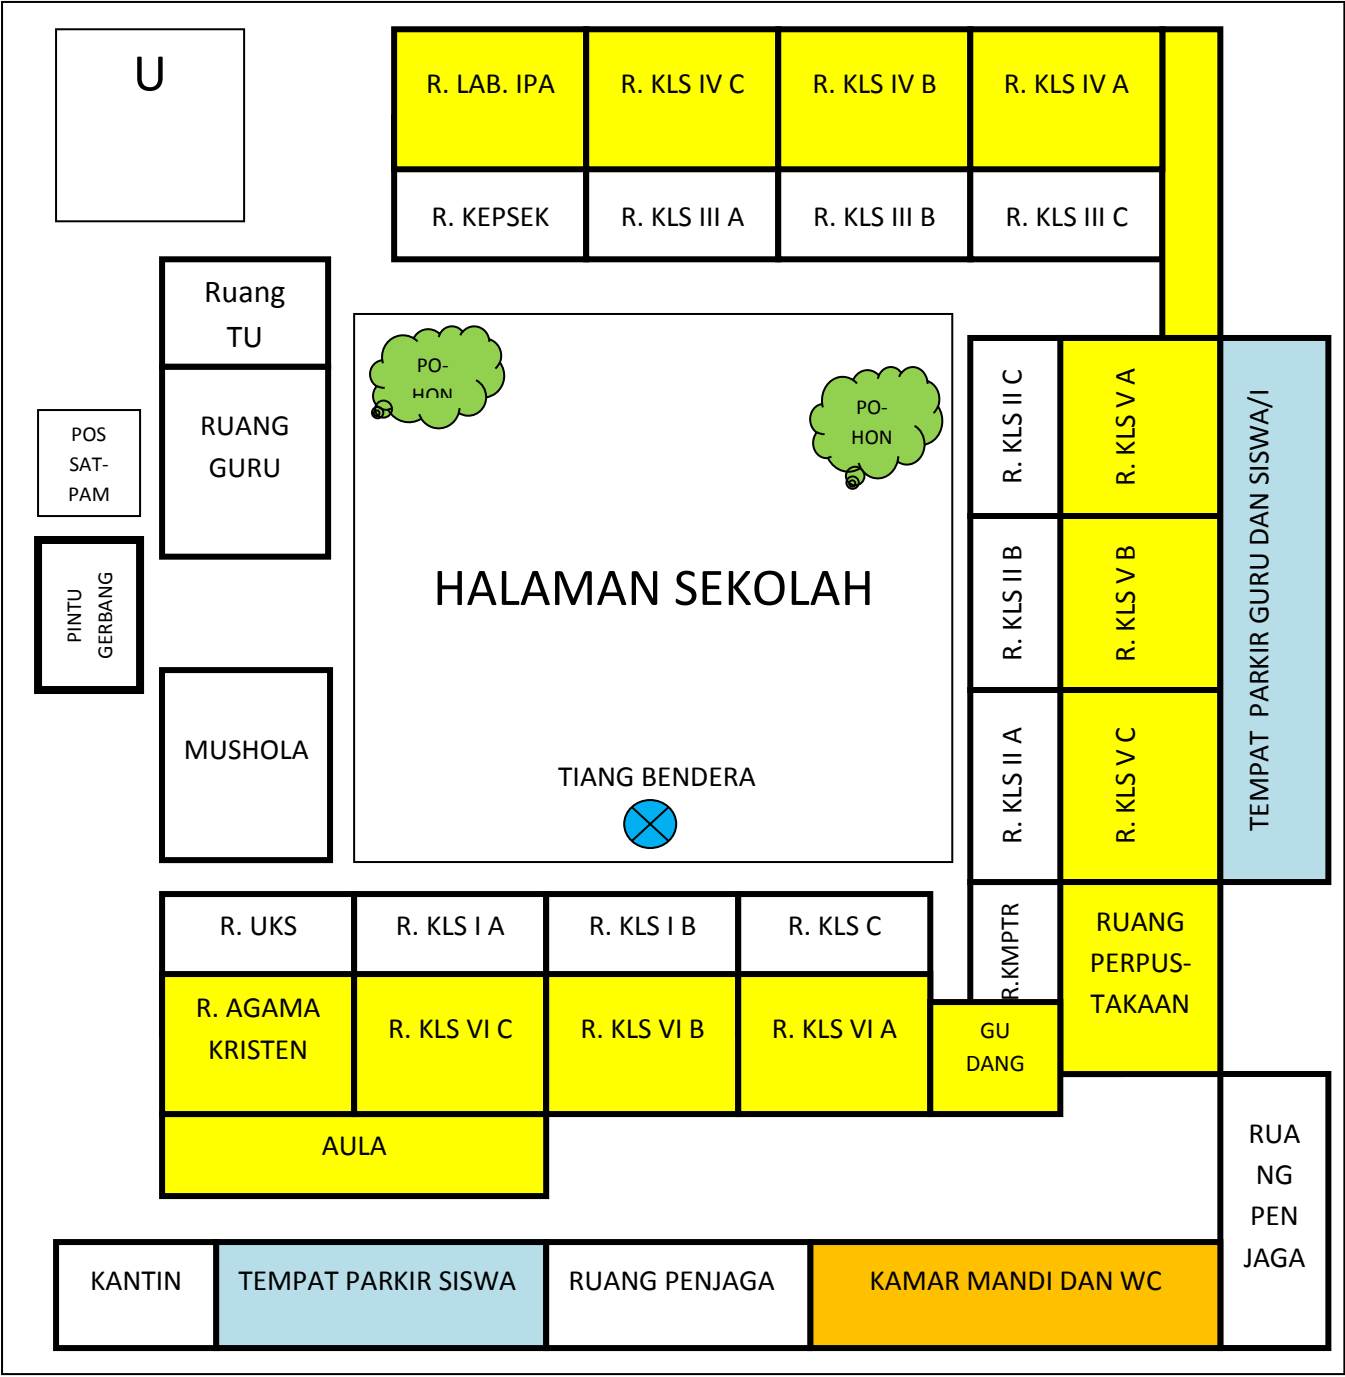 U
R. LAB. IPA
R. KLS IV C
R. KLS IV B
R. KLS IV A
R. KEPSEK
R. KLS III A
R. KLS III B
R. KLS III C
Ruang
TU
RUANG
GURU
POS
SAT-
PAM
PINTU
GERBANG
MUSHOLA
PO-
HON
PO-
HON
HALAMAN SEKOLAH
TIANG BENDERA
R. KLS II C
R. KLS V A
R. KLS II B
R. KLS V B
R. KLS II A
R. KLS V C
TEMPAT PARKIR GURU DAN SISWA/I
R.KMPTR
RUANG
PERPUS-
TAKAAN
R. UKS
R. KLS I A
R. KLS I B
R. KLS C
R. AGAMA
KRISTEN
R. KLS VI C
R. KLS VI B
R. KLS VI A
GU
DANG
AULA
RUA
NG
PEN
JAGA
KANTIN
TEMPAT PARKIR SISWA
RUANG PENJAGA
KAMAR MANDI DAN WC